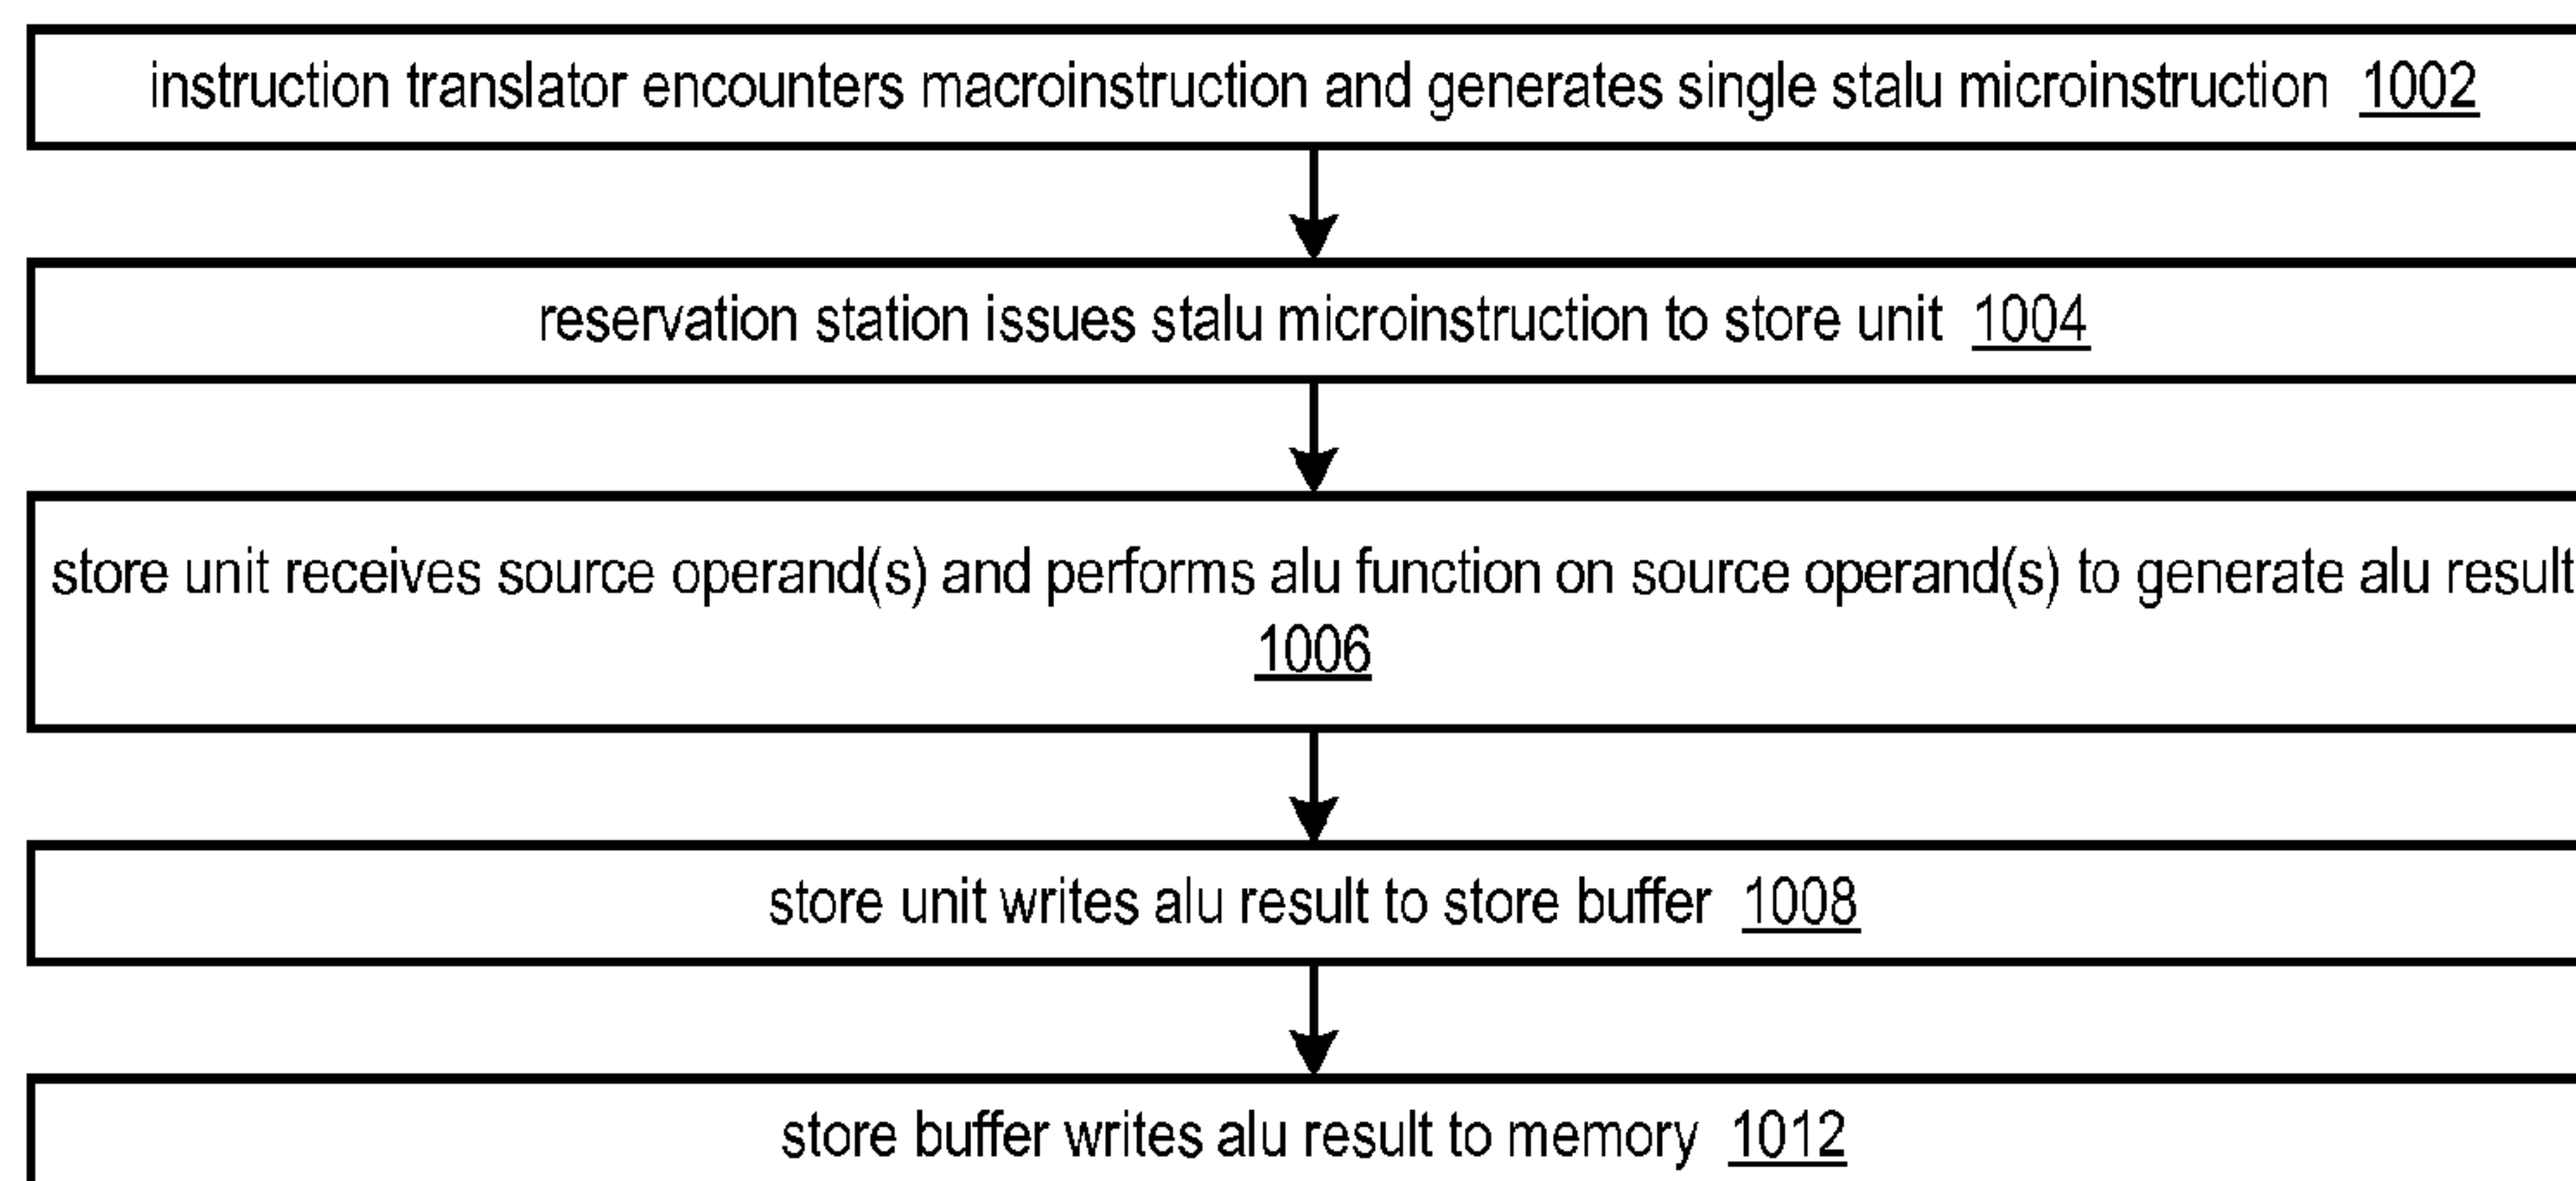 instruction translator encounters macroinstruction and generates single stalu microinstruction 1002
reservation station issues stalu microinstruction to store unit 1004
store unit receives source operand(s) and performs alu function on source operand(s) to generate alu result
1006
store unit writes alu result to store buffer 1008
store buffer writes alu result to memory 1012